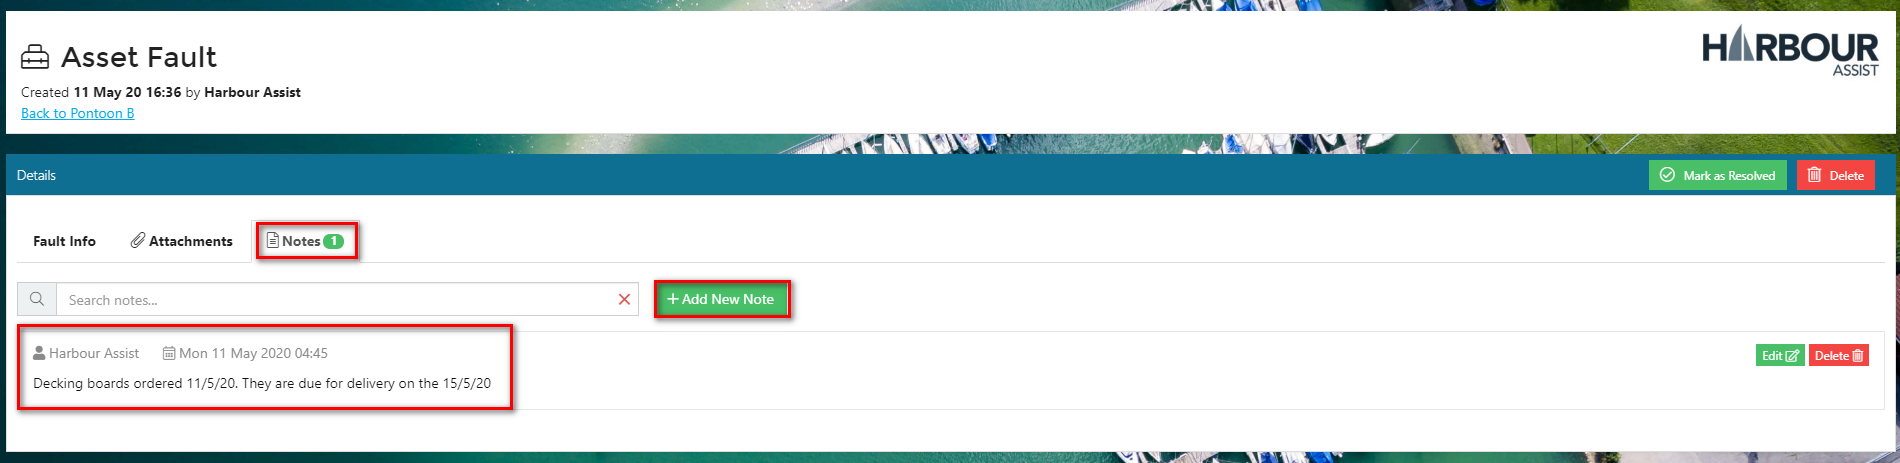 Asset Fault
HARBOUR
ASSIST
Created 11 May 20 16:36 by Harbour Assist
Back to Pontoon B
Details
Mark as Resolved
Delete
Fault Info
Attachments
Notes 1
Search notes...
+ Add New Note
Harbour Assist Mon 11 May 2020 04:45
Edit
Delete
Decking boards ordered 11/5/20. They are due for delivery on the 15/5/20